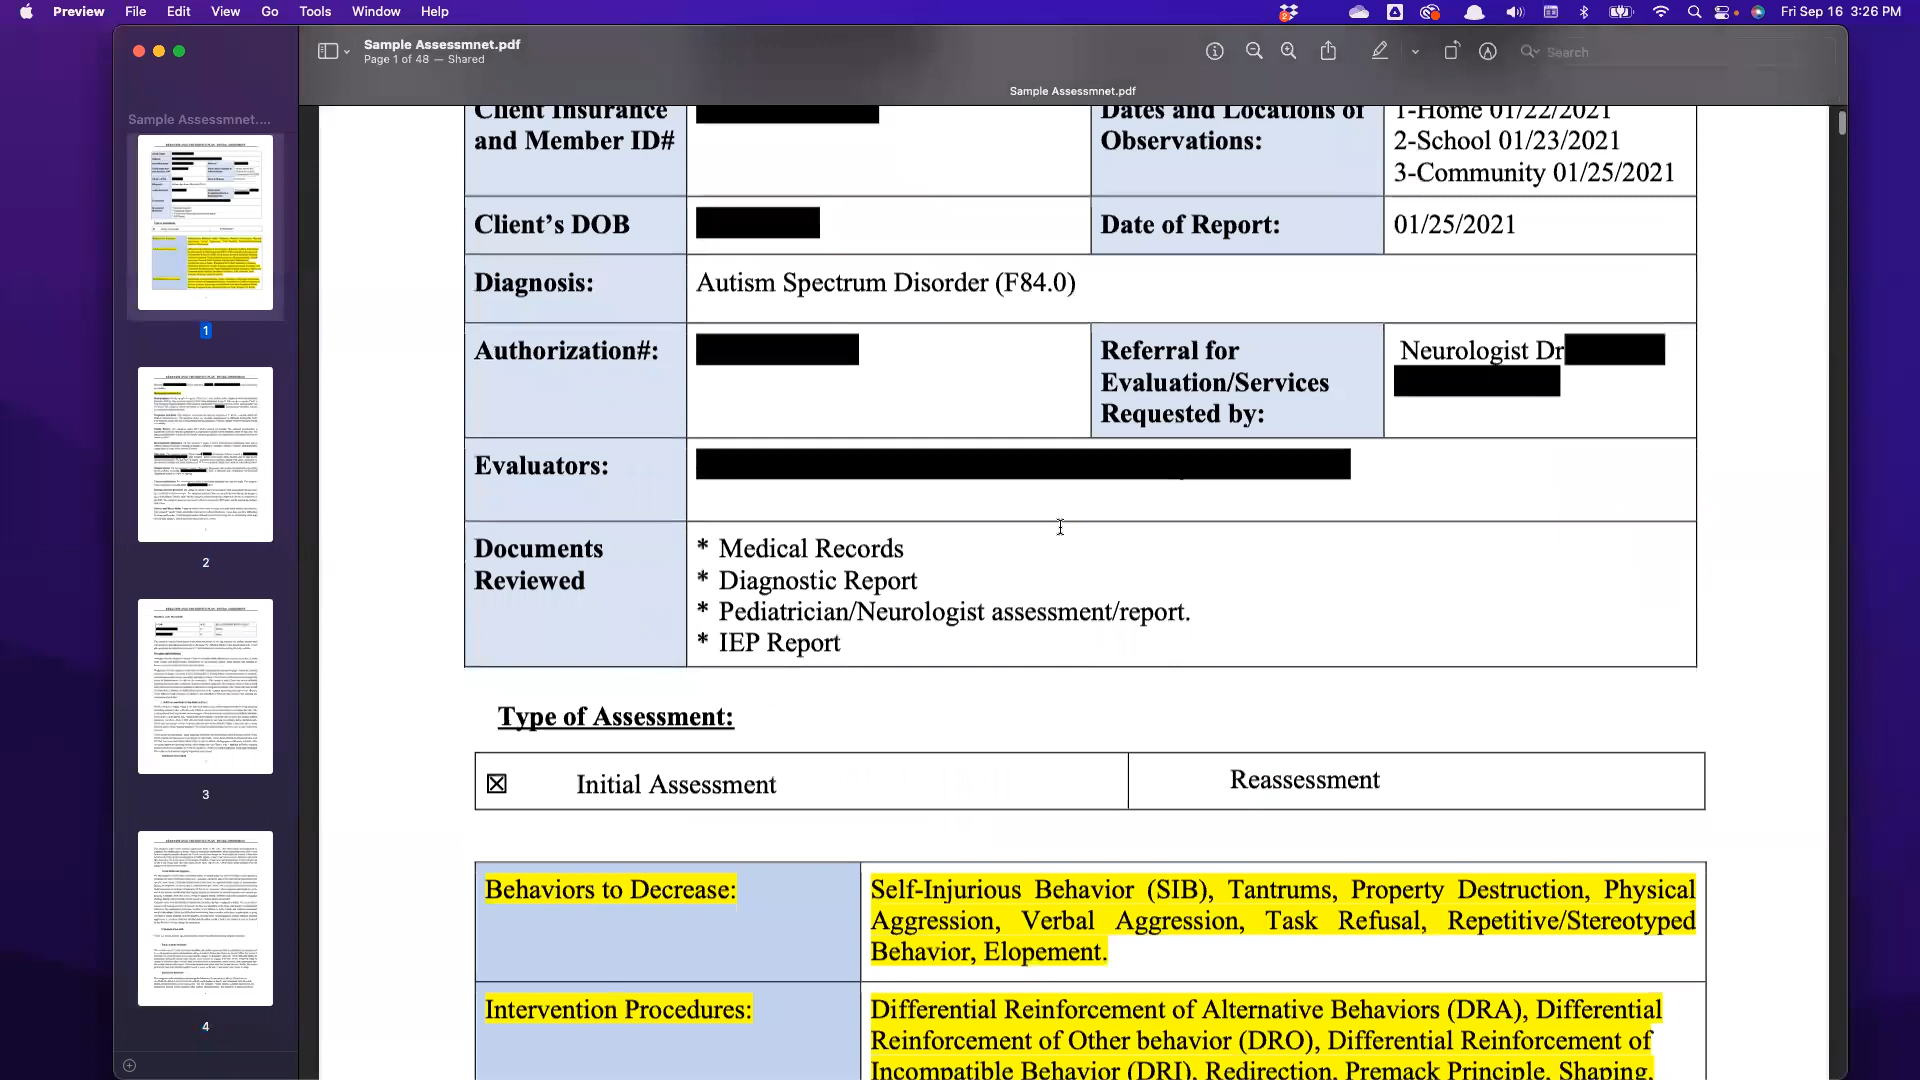 Preview File Edit View Go Tools Window Help
Fri Sep 16 3:26 PM
Sample Assessmnet.pdf
Page 1 of 48 — Shared
Search
Sample Assessmnet.pdf
Sample Assessmnet....
1
2
3
4
Client Insurance
and Member ID#
Dates and Locations of
Observations:
1-Home 01/22/2021
2-School 01/23/2021
3-Community 01/25/2021
Client’s DOB
Date of Report:
01/25/2021
Diagnosis:
Autism Spectrum Disorder (F84.0)
Authorization#:
Referral for
Evaluation/Services
Requested by:
Neurologist Dr
Evaluators:
Documents
Reviewed
* Medical Records
* Diagnostic Report
* Pediatrician/Neurologist assessment/report.
* IEP Report
Type of Assessment:
☒ Initial Assessment
Reassessment
Behaviors to Decrease:
Self-Injurious Behavior (SIB), Tantrums, Property Destruction, Physical
Aggression, Verbal Aggression, Task Refusal, Repetitive/Stereotyped
Behavior, Elopement.
Intervention Procedures:
Differential Reinforcement of Alternative Behaviors (DRA), Differential
Reinforcement of Other behavior (DRO), Differential Reinforcement of
Incompatible Behavior (DRI), Redirection, Premack Principle, Shaping,